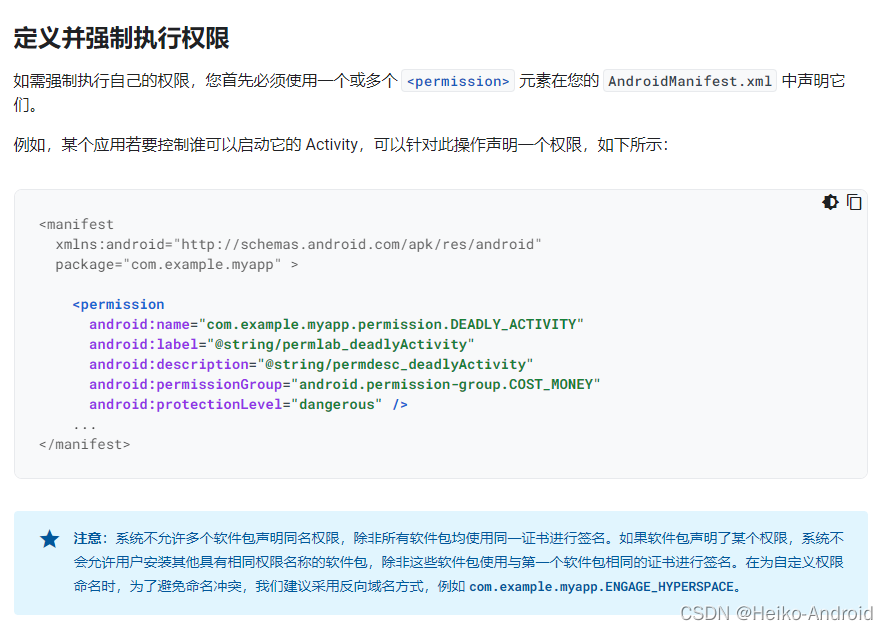 定义并强制执行权限
如需强制执行自己的权限，您首先必须使用一个或多个 <permission> 元素在您的 AndroidManifest.xml 中声明它
们。
例如，某个应用若要控制谁可以启动它的 Activity，可以针对此操作声明一个权限，如下所示：
<manifest
xmlns:android="http://schemas.android.com/apk/res/android"
package="com.example.myapp" >
<permission
android:name="com.example.myapp.permission.DEADLY_ACTIVITY"
android:label="@string/permlab_deadlyActivity"
android:description="@string/permdesc_deadlyActivity"
android:permissionGroup="android.permission-group.COST_MONEY"
android:protectionLevel="dangerous" />
...
</manifest>
注意：系统不允许多个软件包声明同名权限，除非所有软件包均使用同一证书进行签名。如果软件包声明了某个权限，系统不
会允许用户安装其他具有相同权限名称的软件包，除非这些软件包使用与第一个软件包相同的证书进行签名。在为自定义权限
命名时，为了避免命名冲突，我们建议采用反向域名方式，例如 com.example.myapp.ENGAGE_HYPERSPACE。
CSDN @Heiko-Android